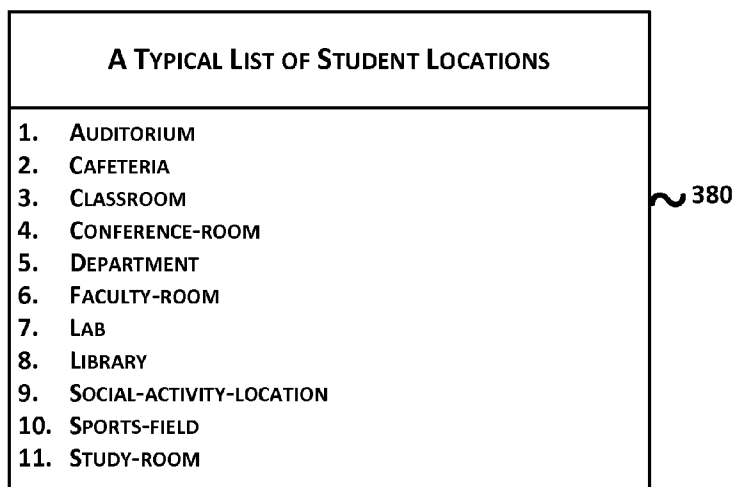 A TYPICAL LIST OF STUDENT LOCATIONS
1. AUDITORIUM
2. CAFETERIA
3. CLASSROOM
380
4. CONFERENCE-ROOM
5. DEPARTMENT
6. FACULTY-ROOM
7. LAB
8. LIBRARY
9. SOCIAL-ACTIVITY-LOCATION
10. SPORTS-FIELD
11. STUDY-ROOM